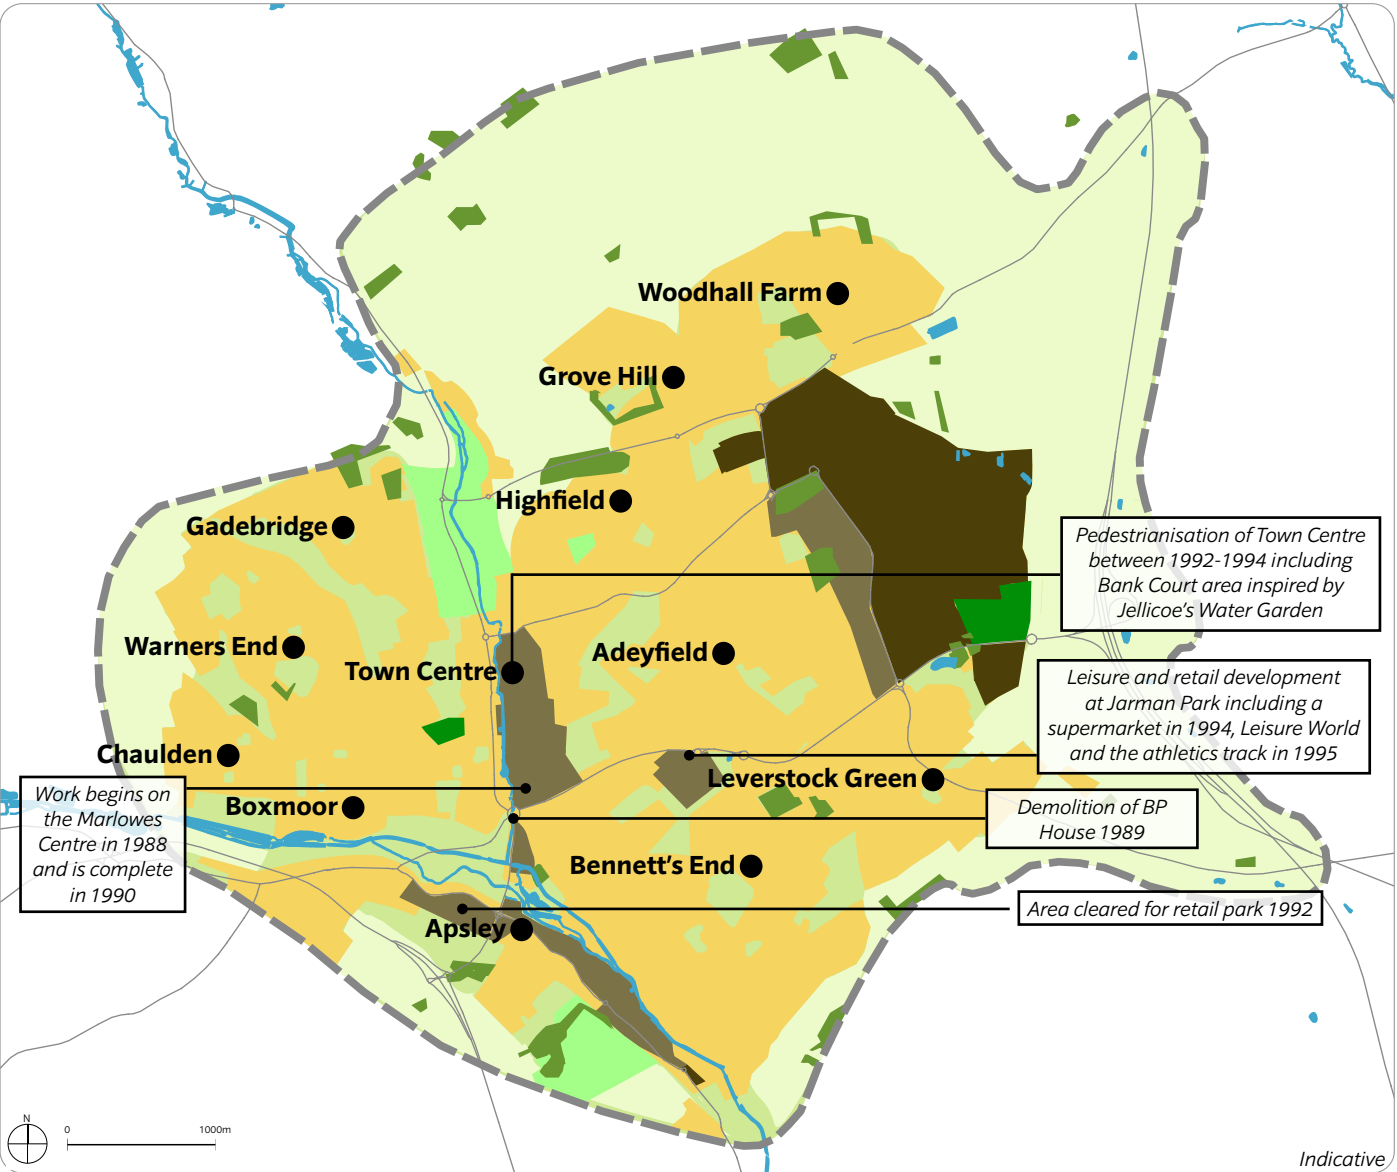 Woodhall Farm
Grove Hill
Highfield
Gadebridge
Pedestrianisation of Town Centre
between 1992-1994 including
Bank Court area inspired by
Jellicoe's Water Garden
Warners End
Town Centre
Adeyfield
Leisure and retail development
at Jarman Park including a
supermarket in 1994, Leisure World
and the athletics track in 1995
Chaulden
Leverstock Green
Work begins on
the Marlowes
Centre in 1988
and is complete
in 1990
Boxmoor
Demolition of BP
House 1989
Bennett's End
Area cleared for retail park 1992
Apsley
N
0
1000m
Indicative